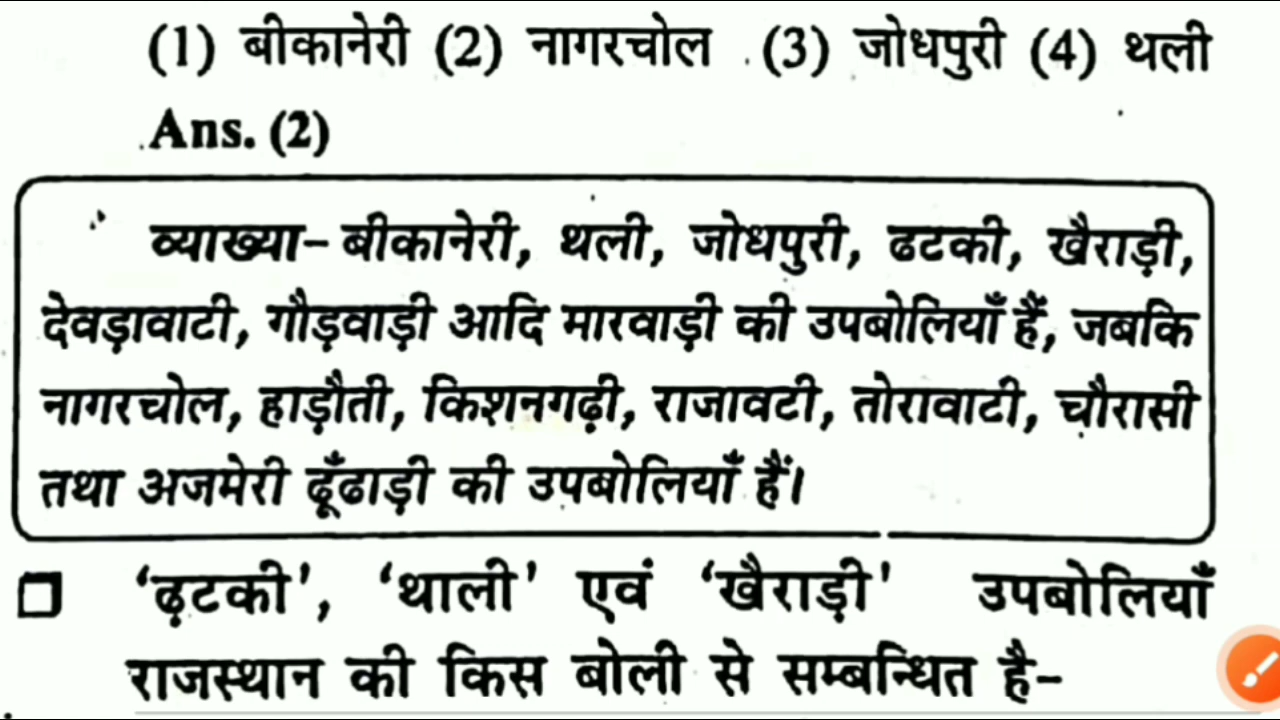 (1) बीकानेरी (2) नागरचोल (3) जोधपुरी (4) थली
Ans. (2)
व्याख्या– बीकानेरी, थली, जोधपुरी, ढटकी, खैराड़ी,
देवड़ावाटी, गौड़वाड़ी आदि मारवाड़ी की उपबोलियाँ हैं, जबकि
नागरचोल, हाड़ौती, किशनगढ़ी, राजावटी, तोरावाटी, चौरासी
तथा अजमेरी ढूँढाड़ी की उपबोलियाँ हैं।
'ढ़टकी', 'थाली' एवं 'खैराड़ी' उपबोलियाँ
राजस्थान की किस बोली से सम्बन्धित है–